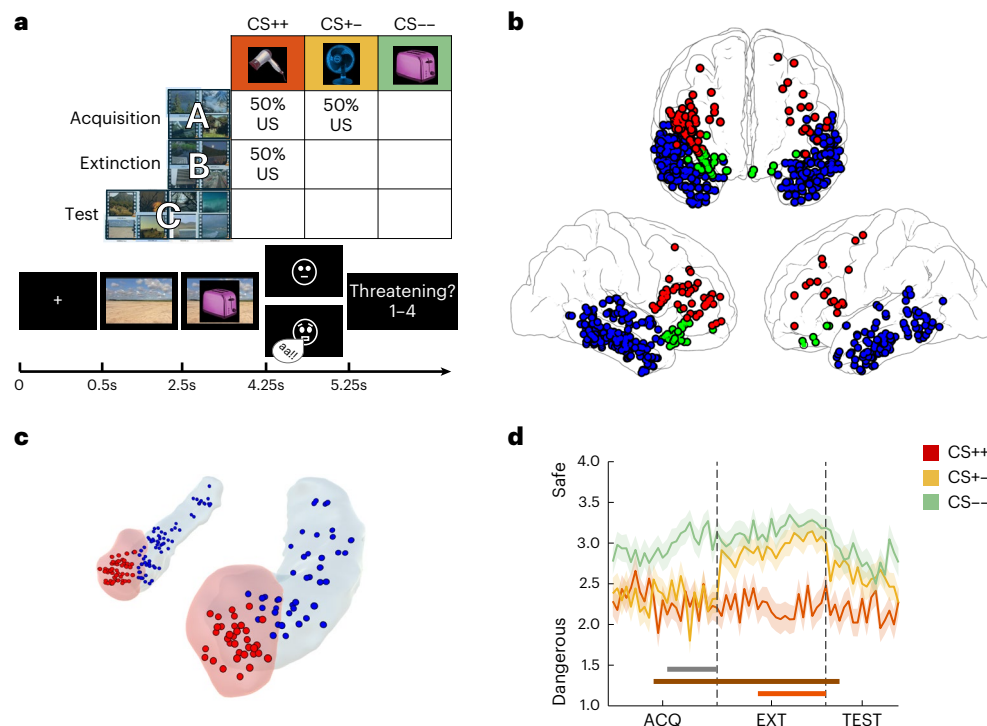 a
CS++ CS+– CS––
Acquisition A 50% US 50% US
Extinction B 50% US
Test C
+
Threatening?
1–4
aa!!
0 0.5s 2.5s 4.25s 5.25s
b
c
d
CS++
CS+–
CS––
Safe
Dangerous
4.0
3.5
3.0
2.5
2.0
1.5
1.0
ACQ EXT TEST